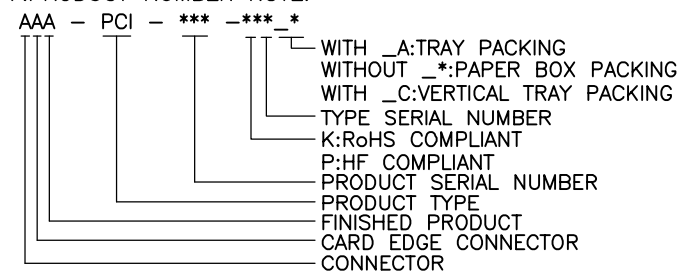 AAA - PCI - *** -***_*
WITH _A:TRAY PACKING
WITHOUT _*:PAPER BOX PACKING
WITH _C:VERTICAL TRAY PACKING
TYPE SERIAL NUMBER
K:RoHS COMPLIANT
P:HF COMPLIANT
PRODUCT SERIAL NUMBER
PRODUCT TYPE
FINISHED PRODUCT
CARD EDGE CONNECTOR
CONNECTOR